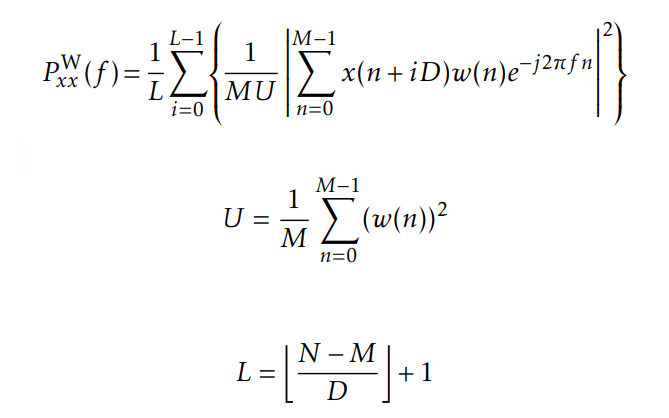 $P_{xx}^{\mathrm{W}}(f) = \frac{1}{L} \sum_{i=0}^{L-1} \left\{ \frac{1}{MU} \left| \sum_{n=0}^{M-1} x(n+iD)w(n)e^{-j2\pi fn} \right|^2 \right\}$
$U = \frac{1}{M} \sum_{n=0}^{M-1} (w(n))^2$
$L = \left\lfloor \frac{N-M}{D} \right\rfloor + 1$